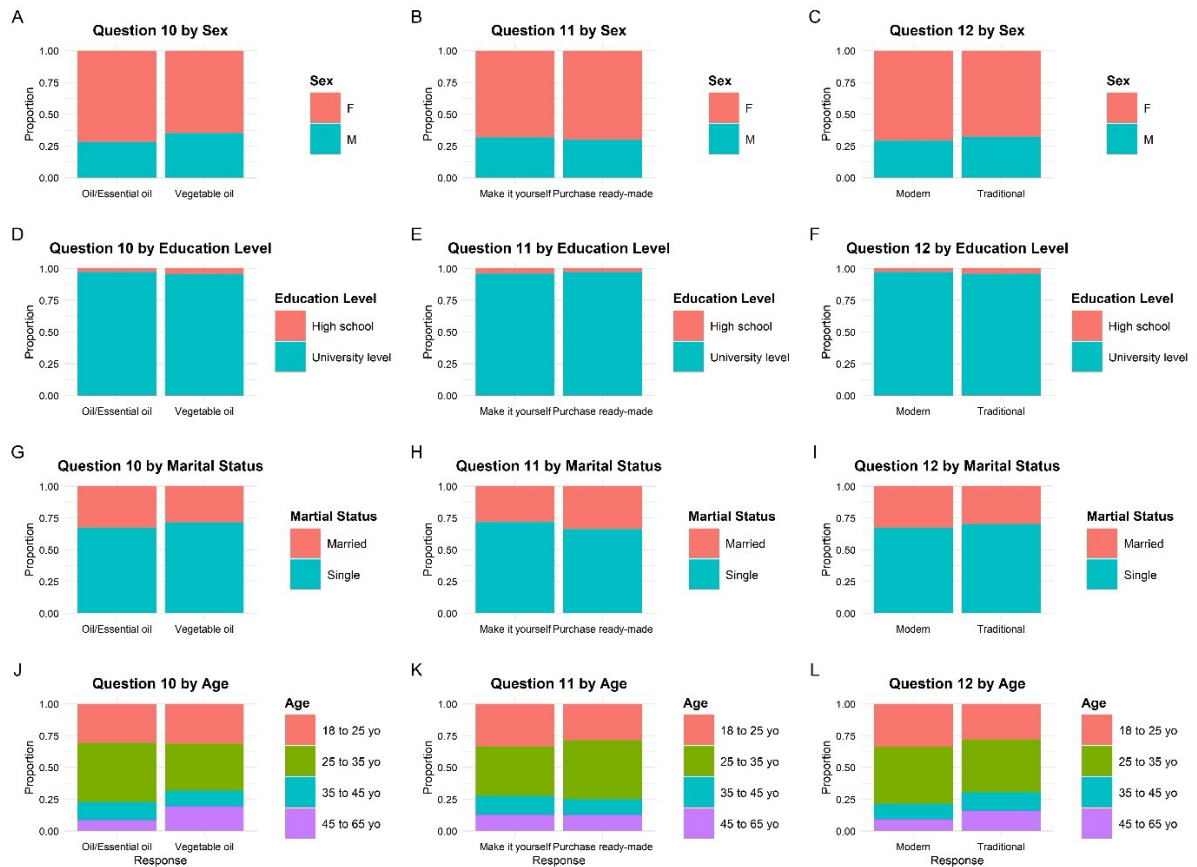 A
Question 10 by Sex
1.00
0.75
0.50
0.25
0.00
Proportion
Oil/Essential oil Vegetable oil
Sex
F
M
B
Question 11 by Sex
1.00
0.75
0.50
0.25
0.00
Proportion
Make it yourself Purchase ready-made
Sex
F
M
C
Question 12 by Sex
1.00
0.75
0.50
0.25
0.00
Proportion
Modern Traditional
Sex
F
M
D
Question 10 by Education Level
1.00
0.75
0.50
0.25
0.00
Proportion
Oil/Essential oil Vegetable oil
Education Level
High school
University level
E
Question 11 by Education Level
1.00
0.75
0.50
0.25
0.00
Proportion
Make it yourself Purchase ready-made
Education Level
High school
University level
F
Question 12 by Education Level
1.00
0.75
0.50
0.25
0.00
Proportion
Modern Traditional
Education Level
High school
University level
G
Question 10 by Marital Status
1.00
0.75
0.50
0.25
0.00
Proportion
Oil/Essential oil Vegetable oil
Martial Status
Married
Single
H
Question 11 by Marital Status
1.00
0.75
0.50
0.25
0.00
Proportion
Make it yourself Purchase ready-made
Martial Status
Married
Single
I
Question 12 by Marital Status
1.00
0.75
0.50
0.25
0.00
Proportion
Modern Traditional
Martial Status
Married
Single
J
Question 10 by Age
1.00
0.75
0.50
0.25
0.00
Proportion
Oil/Essential oil Vegetable oil
Response
Age
18 to 25 yo
25 to 35 yo
35 to 45 yo
45 to 65 yo
K
Question 11 by Age
1.00
0.75
0.50
0.25
0.00
Proportion
Make it yourself Purchase ready-made
Response
Age
18 to 25 yo
25 to 35 yo
35 to 45 yo
45 to 65 yo
L
Question 12 by Age
1.00
0.75
0.50
0.25
0.00
Proportion
Modern Traditional
Response
Age
18 to 25 yo
25 to 35 yo
35 to 45 yo
45 to 65 yo